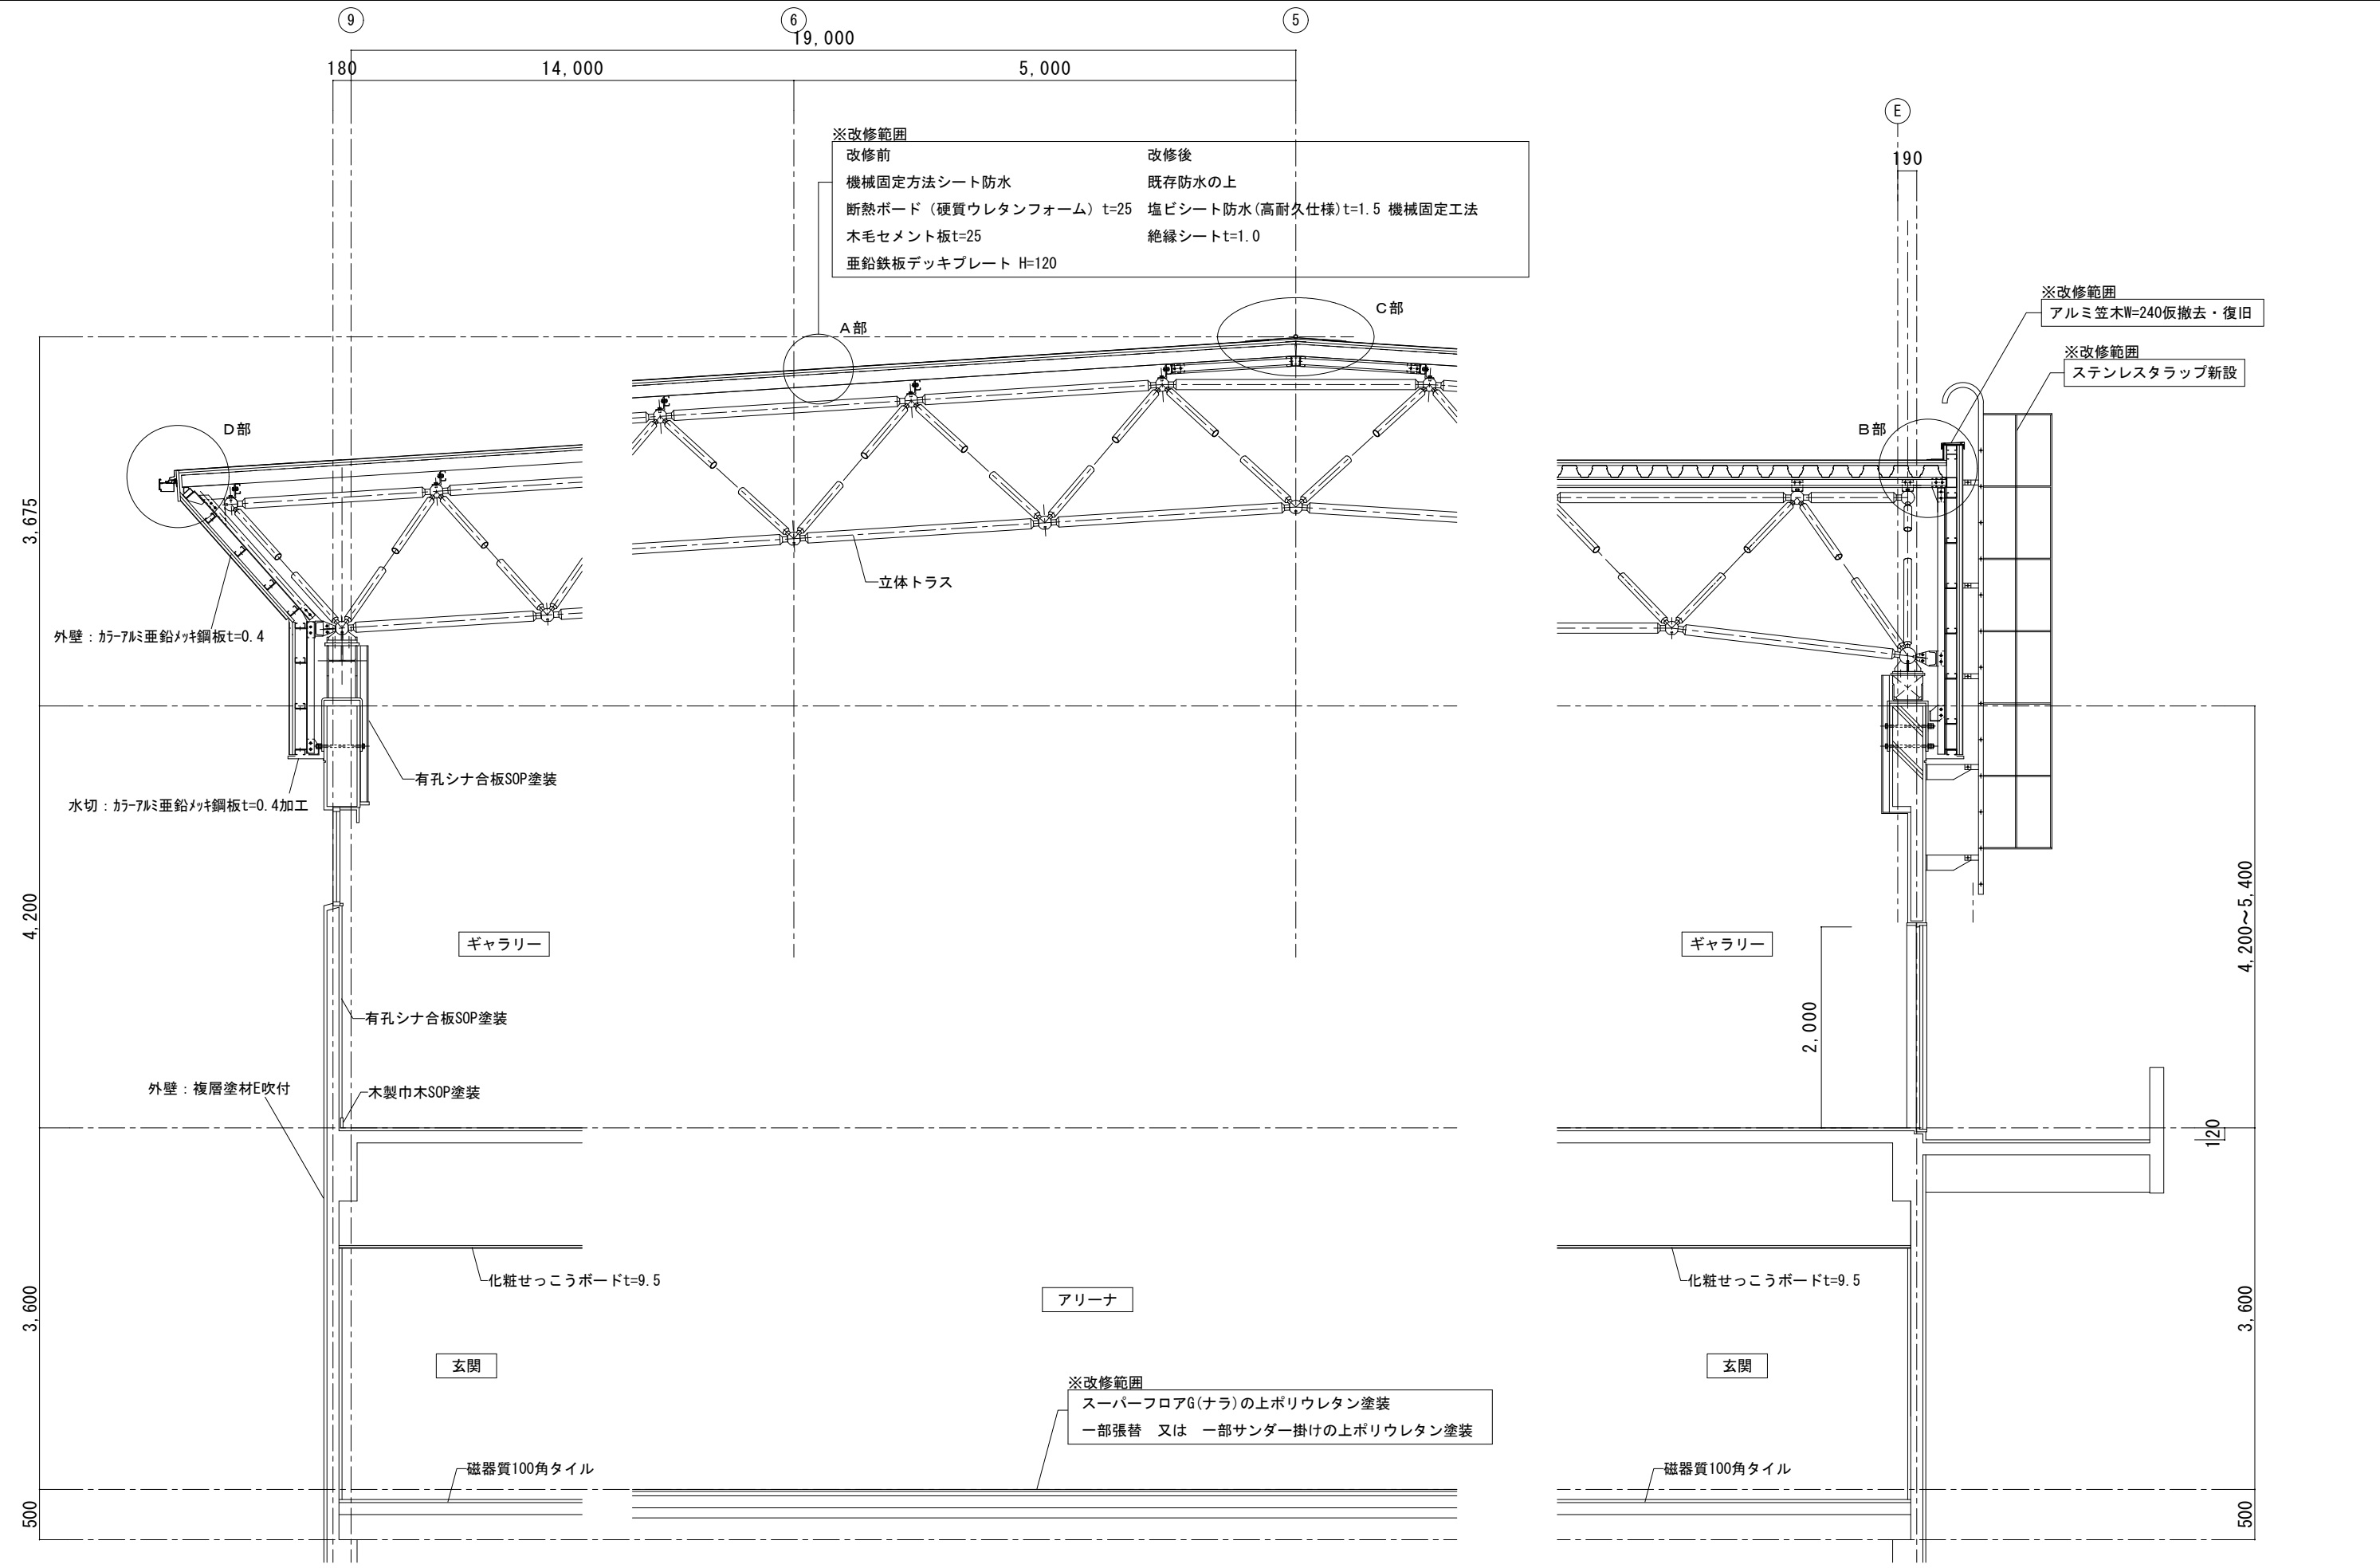 9
6
5
19,000
180
14,000
5,000
E
190
※改修範囲
改修前
改修後
機械固定方法シート防水
既存防水の上
断熱ボード（硬質ウレタンフォーム）t=25
塩ビシート防水(高耐久仕様)t=1.5 機械固定工法
木毛セメント板t=25
絶縁シートt=1.0
亜鉛鉄板デッキプレート H=120
※改修範囲
アルミ笠木W=240仮撤去・復旧
※改修範囲
ステンレスタラップ新設
A部
C部
D部
B部
3,675
立体トラス
外壁：カラーアルミ亜鉛メッキ鋼板t=0.4
有孔シナ合板SOP塗装
水切：カラーアルミ亜鉛メッキ鋼板t=0.4加工
4,200
4,200～5,400
ギャラリー
ギャラリー
有孔シナ合板SOP塗装
2,000
外壁：複層塗材E吹付
木製巾木SOP塗装
120
化粧せっこうボードt=9.5
化粧せっこうボードt=9.5
アリーナ
3,600
3,600
玄関
玄関
※改修範囲
スーパーフロアG(ナラ)の上ポリウレタン塗装
一部張替　又は　一部サンダー掛けの上ポリウレタン塗装
磁器質100角タイル
磁器質100角タイル
500
500